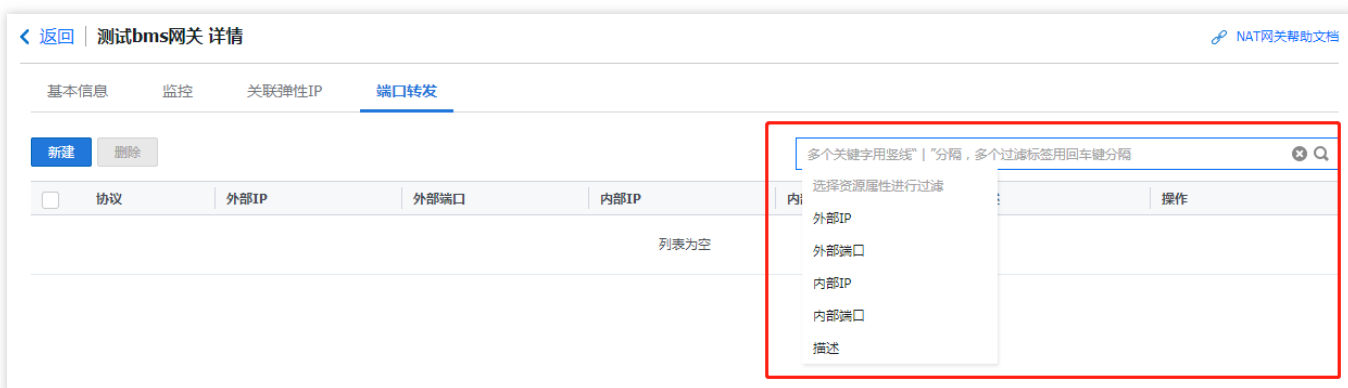 返回 测试bms网关 详情 NAT网关帮助文档
基本信息 监控 关联弹性IP 端口转发
新建 删除 多个关键字用竖线"|"分隔，多个过滤标签用回车键分隔
选择资源属性进行过滤
协议 外部IP 外部端口 内部IP 操作
外部IP
列表为空
外部端口
内部IP
内部端口
描述